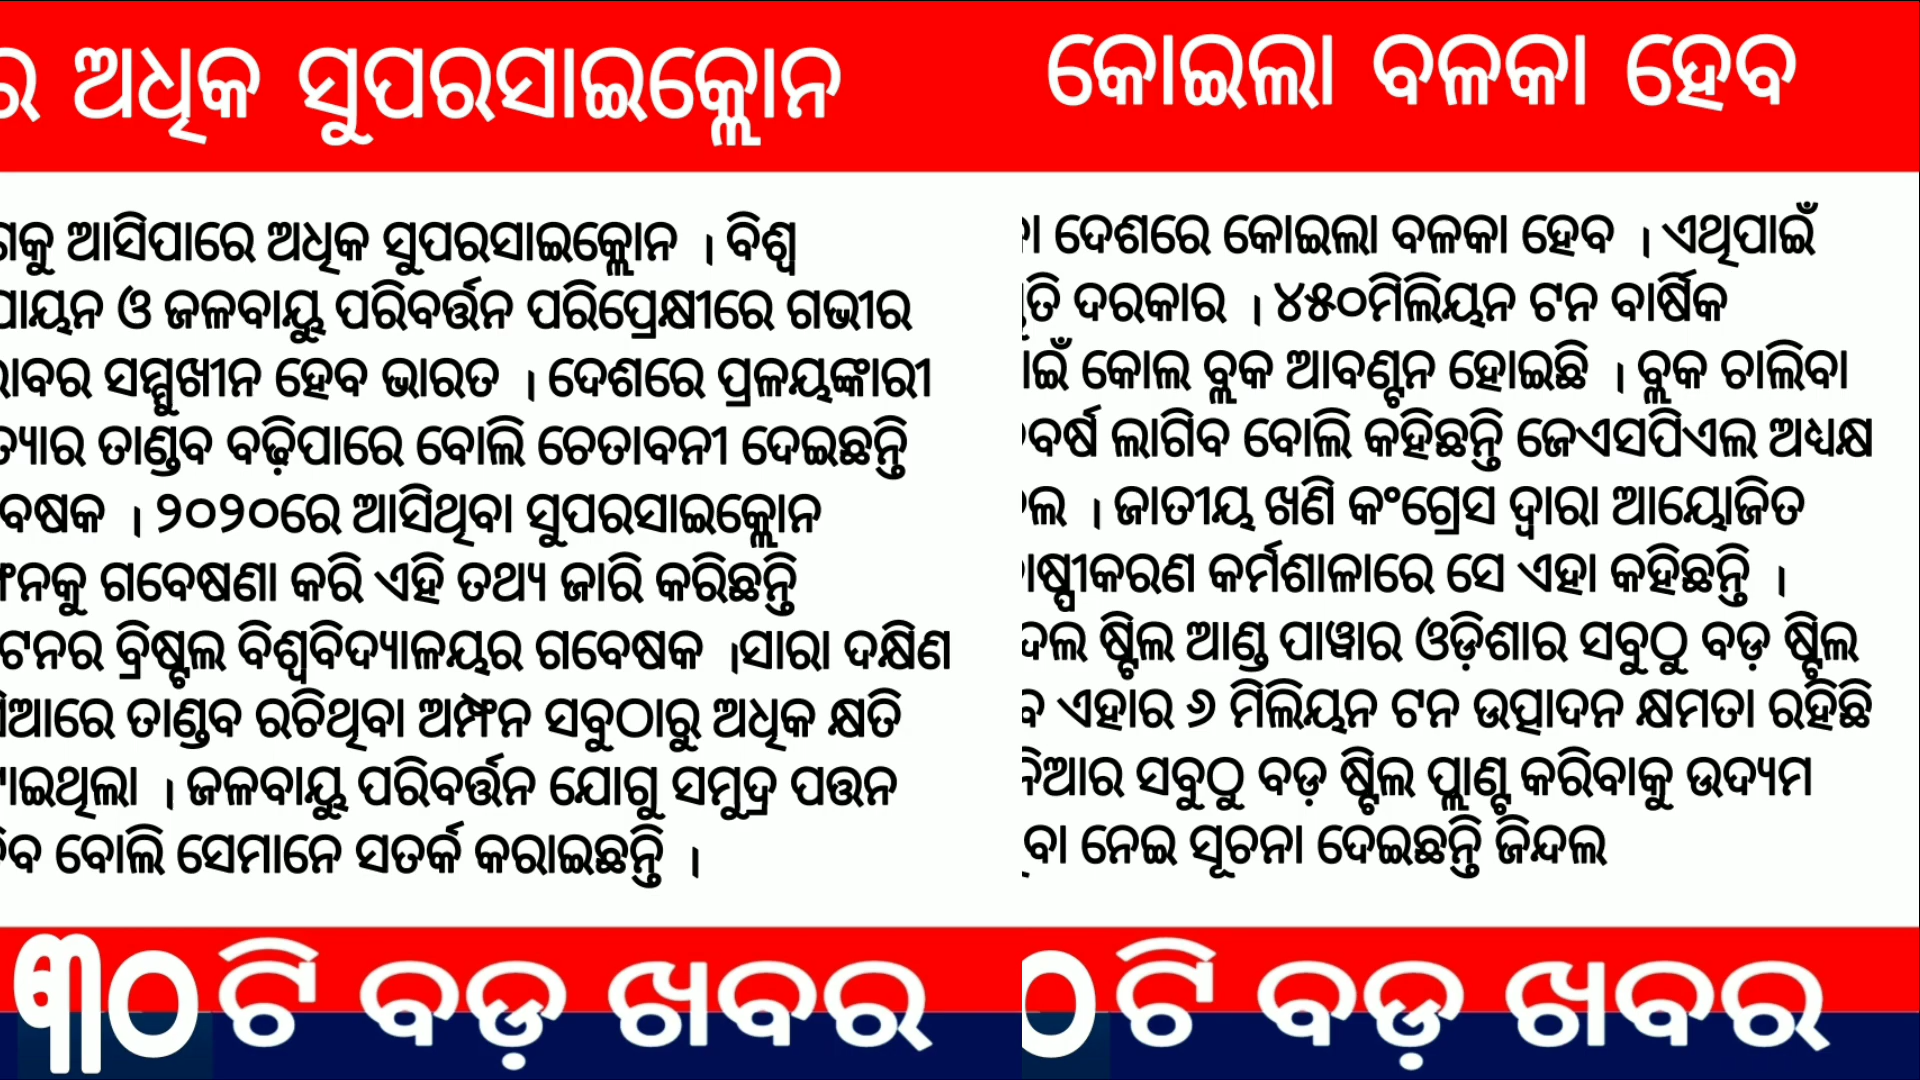 ର ଅଧିକ ସୁପରସାଇକ୍ଲୋନ
କୁ ଆସିପାରେ ଅଧିକ ସୁପରସାଇକ୍ଲୋନ । ବିଶ୍ୱ
ପାୟନ ଓ ଜଳବାୟୁ ପରିବର୍ତ୍ତନ ପରିପ୍ରେକ୍ଷୀରେ ଗଭୀର
ାବର ସମ୍ମୁଖୀନ ହେବ ଭାରତ । ଦେଶରେ ପ୍ରଳୟଙ୍କାରୀ
ତ୍ୟାର ତାଣ୍ଡବ ବଢ଼ିପାରେ ବୋଲି ଚେତାବନୀ ଦେଇଛନ୍ତି
ବେଷକ । ୨୦୨୦ରେ ଆସିଥିବା ସୁପରସାଇକ୍ଲୋନ
ଫନକୁ ଗବେଷଣା କରି ଏହି ତଥ୍ୟ ଜାରି କରିଛନ୍ତି
ଟନର ବ୍ରିଷ୍ଟଲ ବିଶ୍ୱବିଦ୍ୟାଳୟର ଗବେଷକ ।ସାରା ଦକ୍ଷିଣ
ସିଆରେ ତାଣ୍ଡବ ରଚିଥିବା ଅମ୍ଫନ ସବୁଠାରୁ ଅଧିକ କ୍ଷତି
ାଇଥିଲା । ଜଳବାୟୁ ପରିବର୍ତ୍ତନ ଯୋଗୁ ସମୁଦ୍ର ପତ୍ତନ
ିବ ବୋଲି ସେମାନେ ସତର୍କ କରାଇଛନ୍ତି ।
୩୦ଟି ବଡ଼ ଖବର
କୋଇଲା ବଳକା ହେବ
ଦେଶରେ କୋଇଲା ବଳକା ହେବ । ଏଥିପାଇଁ
ତି ଦରକାର । ୪୫୦ମିଲିୟନ ଟନ ବାର୍ଷିକ
ାଇଁ କୋଲ ବ୍ଲକ ଆବଣ୍ଟନ ହୋଇଛି । ବ୍ଲକ ଚାଲିବା
ବର୍ଷ ଲାଗିବ ବୋଲି କହିଛନ୍ତି ଜେଏସପିଏଲ ଅଧ୍ୟକ୍ଷ
ଲ । ଜାତୀୟ ଖଣି କଂଗ୍ରେସ ଦ୍ୱାରା ଆୟୋଜିତ
ାଷ୍ପୀକରଣ କର୍ମଶାଳାରେ ସେ ଏହା କହିଛନ୍ତି ।
ନ୍ଦଲ ଷ୍ଟିଲ ଆଣ୍ଡ ପାୱାର ଓଡ଼ିଶାର ସବୁଠୁ ବଡ଼ ଷ୍ଟିଲ
ବ ଏହାର ୬ ମିଲିୟନ ଟନ ଉତ୍ପାଦନ କ୍ଷମତା ରହିଛି
ନିଆର ସବୁଠୁ ବଡ଼ ଷ୍ଟିଲ ପ୍ଲାଣ୍ଟ କରିବାକୁ ଉଦ୍ୟମ
ବା ନେଇ ସୂଚନା ଦେଇଛନ୍ତି ଜିନ୍ଦଲ
୦ଟି ବଡ଼ ଖବର